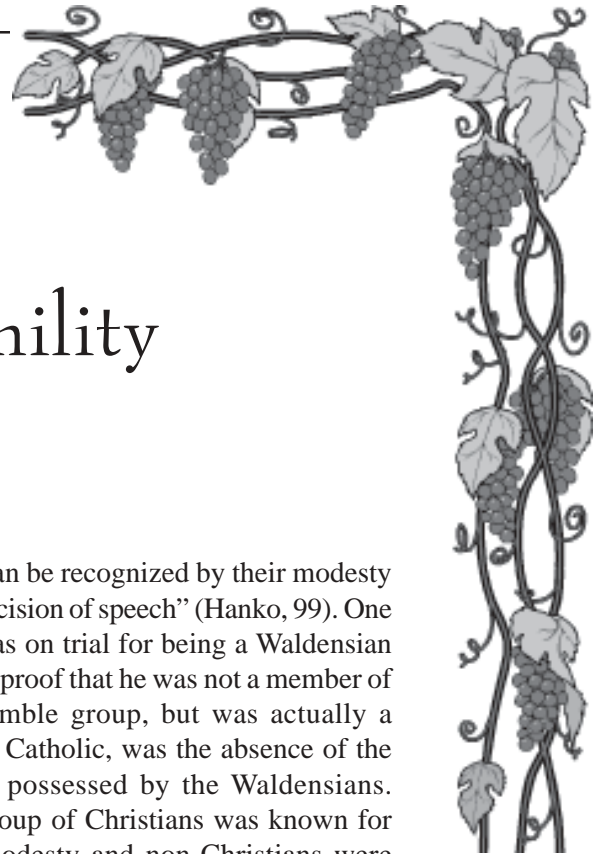 nility
an be recognized by their modesty
cision of speech” (Hanko, 99). One
as on trial for being a Waldensian
proof that he was not a member of
mble group, but was actually a
Catholic, was the absence of the
possessed by the Waldensians.
oup of Christians was known for
odesty and non-Christians were